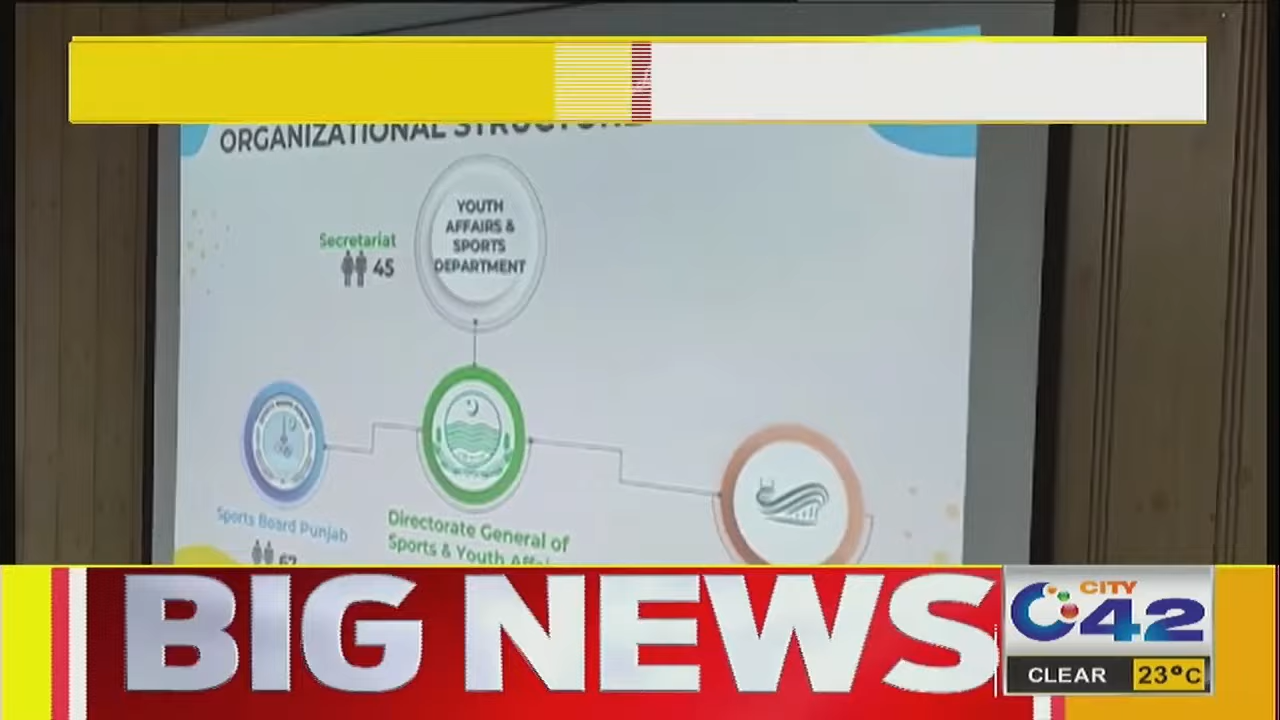 ORGANIZATIONAL STRUCTURE
YOUTH
AFFAIRS &
SPORTS
DEPARTMENT
Secretariat
45
Sports Board Punjab
Directorate General of
Sports & Youth
BIG NEWS
CITY
42
CLEAR 23°C